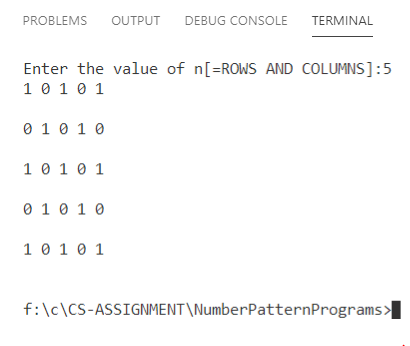 PROBLEMS OUTPUT DEBUG CONSOLE TERMINAL
Enter the value of n[=ROWS AND COLUMNS]:5
1 0 1 0 1
0 1 0 1 0
1 0 1 0 1
0 1 0 1 0
1 0 1 0 1
f:\c\CS-ASSIGNMENT\NumberPatternPrograms>